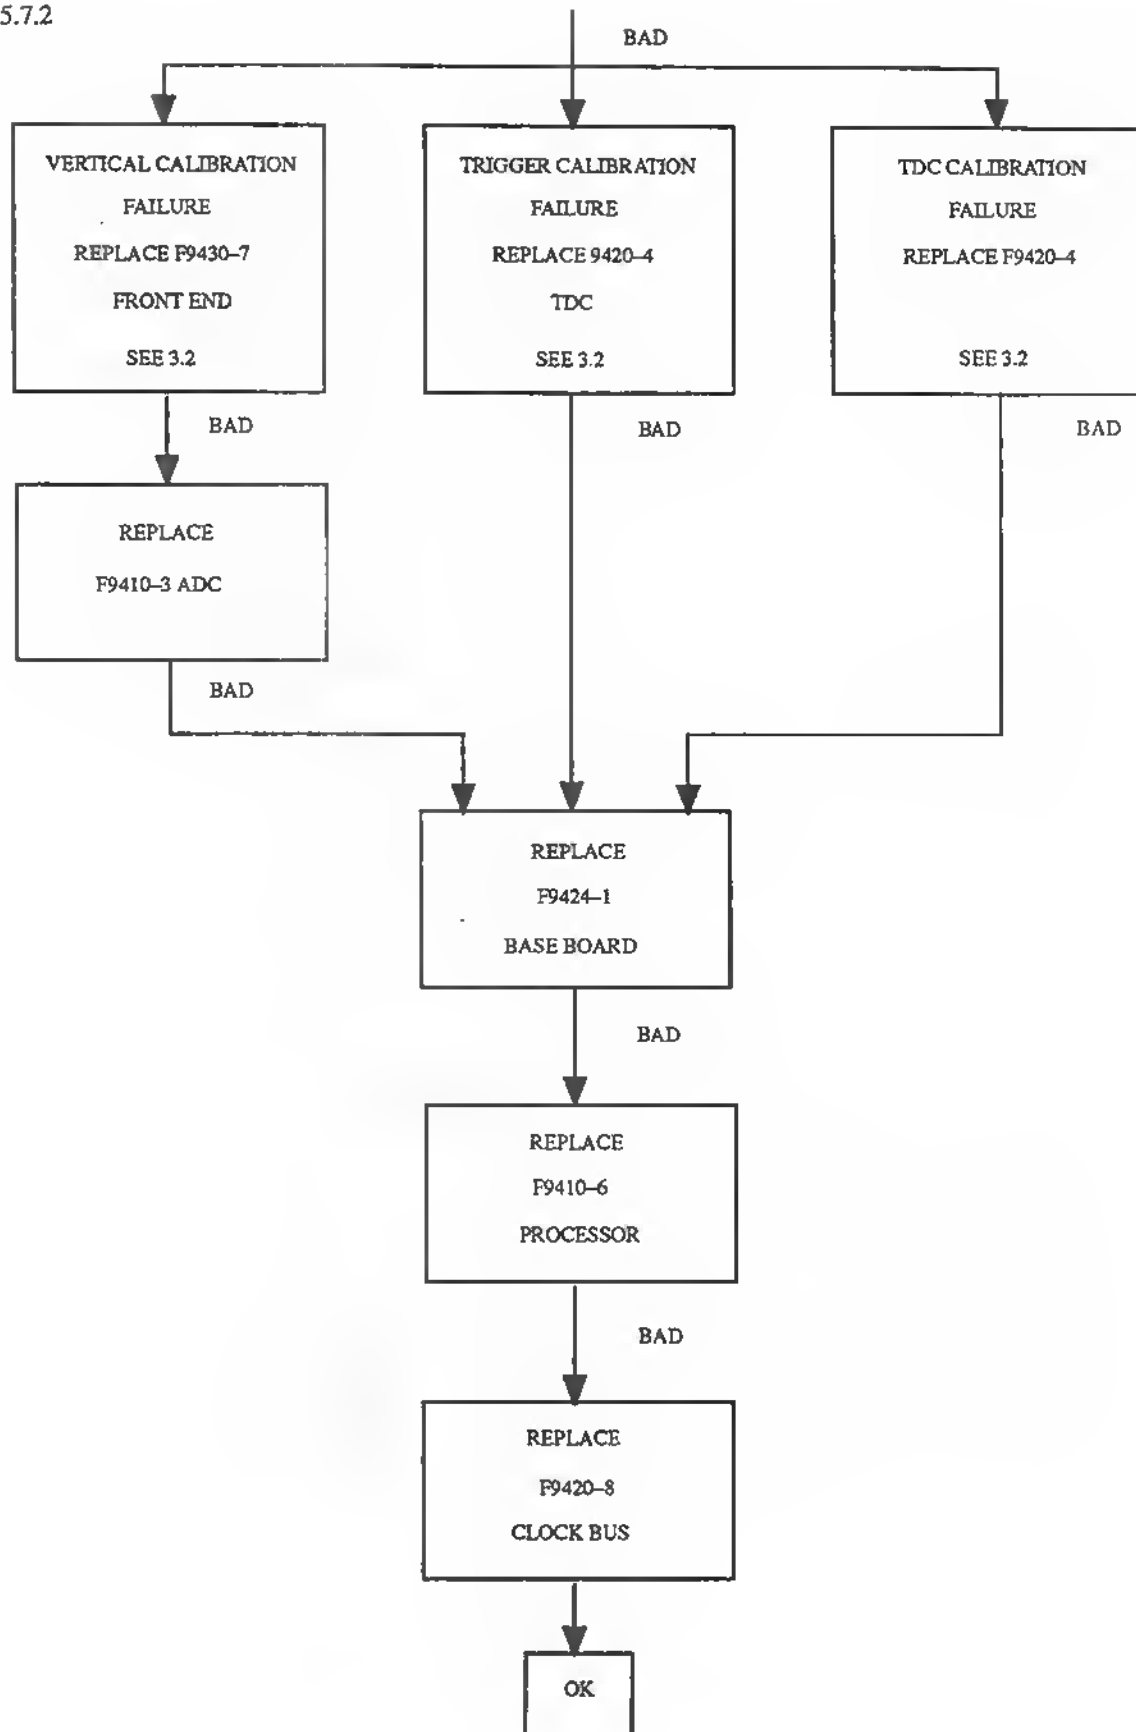 5.7.2
BAD
VERTICAL CALIBRATION
FAILURE
REPLACE F9430-7
FRONT END
SEE 3.2
TRIGGER CALIBRATION
FAILURE
REPLACE 9420-4
TDC
SEE 3.2
TDC CALIBRATION
FAILURE
REPLACE F9420-4
SEE 3.2
BAD
BAD
BAD
REPLACE
F9410-3 ADC
BAD
REPLACE
F9424-1
BASE BOARD
BAD
REPLACE
F9410-6
PROCESSOR
BAD
REPLACE
F9420-8
CLOCK BUS
OK